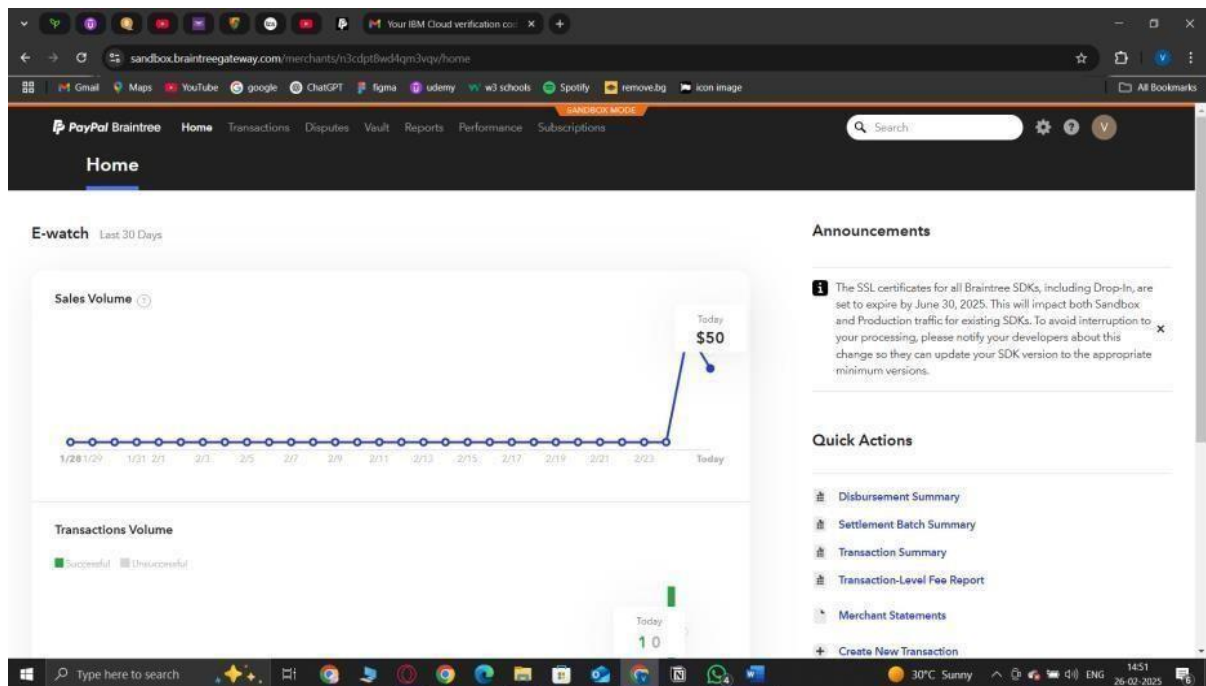 Your IBM Cloud verification cod
sandbox.braintreegateway.com/merchants/n3cdpt8wd4qm3vqv/home
Gmail Maps YouTube google ChatGPT figma udemy w3 schools Spotify remove.bg icon image All Bookmarks
SANDBOX MODE
PayPal Braintree Home Transactions Disputes Vault Reports Performance Subscriptions Search V
Home
E-watch Last 30 Days
Sales Volume
Today
$50
1/28 1/29 1/31 2/1 2/3 2/5 2/7 2/9 2/11 2/13 2/15 2/17 2/19 2/21 2/23 Today
Transactions Volume
Successful Unsuccessful
Today
1 0
Announcements
The SSL certificates for all Braintree SDKs, including Drop-In, are
set to expire by June 30, 2025. This will impact both Sandbox
and Production traffic for existing SDKs. To avoid interruption to
your processing, please notify your developers about this
change so they can update your SDK version to the appropriate
minimum versions.
Quick Actions
Disbursement Summary
Settlement Batch Summary
Transaction Summary
Transaction-Level Fee Report
Merchant Statements
Create New Transaction
Type here to search 30°C Sunny ENG 14:51
26-02-2025